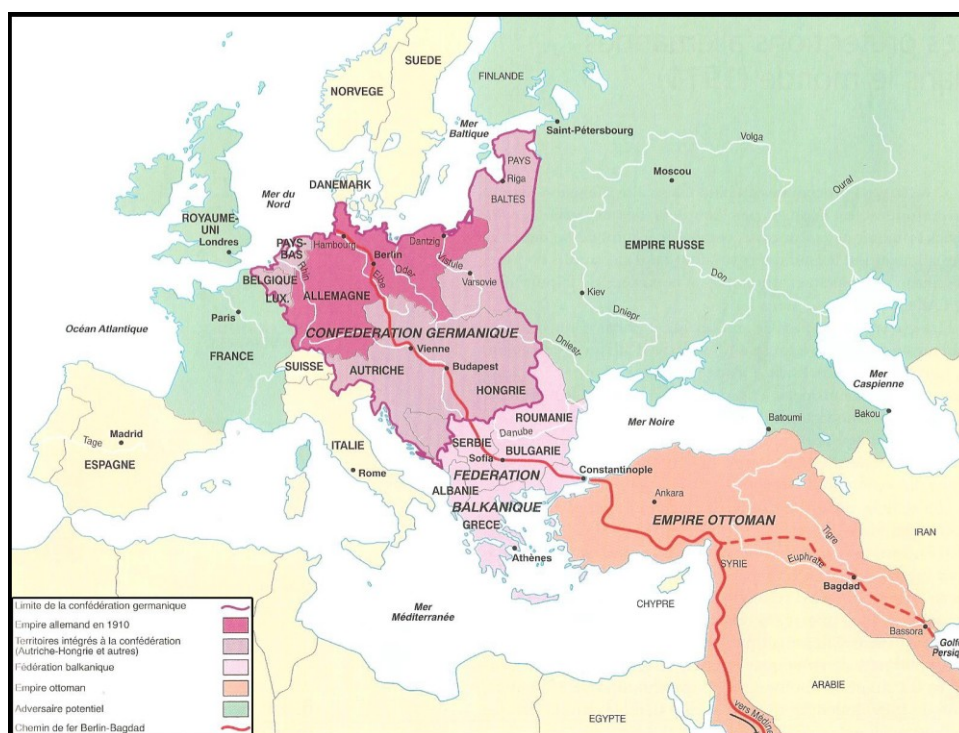 SUEDE
NORVEGE
FINLANDE
Mer
Baltique
Saint-Pétersbourg
Volga
Oural
PAYS
Riga
BALTES
Moscou
Mer du
Nord
DANEMARK
ROYAUME-
UNI
Londres
PAYS-
BAS
Hambourg
Dantzig
EMPIRE RUSSE
Berlin
Rhin
Elbe
Oder
Vistule
Varsovie
Don
BELGIQUE
LUX.
ALLEMAGNE
Kiev
Dniepr
Paris
Océan Atlantique
CONFEDERATION GERMANIQUE
Dniestr
FRANCE
Vienne
SUISSE
AUTRICHE
Budapest
HONGRIE
Mer
Caspienne
ROUMANIE
Mer Noire
Batoumi
Bakou
Tage
Madrid
ESPAGNE
ITALIE
Rome
SERBIE
Danube
BULGARIE
Sofia
FEDERATION
Constantinople
ALBANIE
BALKANIQUE
Ankara
EMPIRE OTTOMAN
GRECE
Athènes
Tigre
IRAN
SYRIE
Euphrate
Bagdad
CHYPRE
Mer
Méditerranée
Bassora
Golfe
Persiq
ARABIE
vers Médine
EGYPTE
Limite de la confédération germanique
Empire allemand en 1910
Territoires intégrés à la confédération
(Autriche-Hongrie et autres)
Fédération balkanique
Empire ottoman
Adversaire potentiel
Chemin de fer Berlin-Bagdad